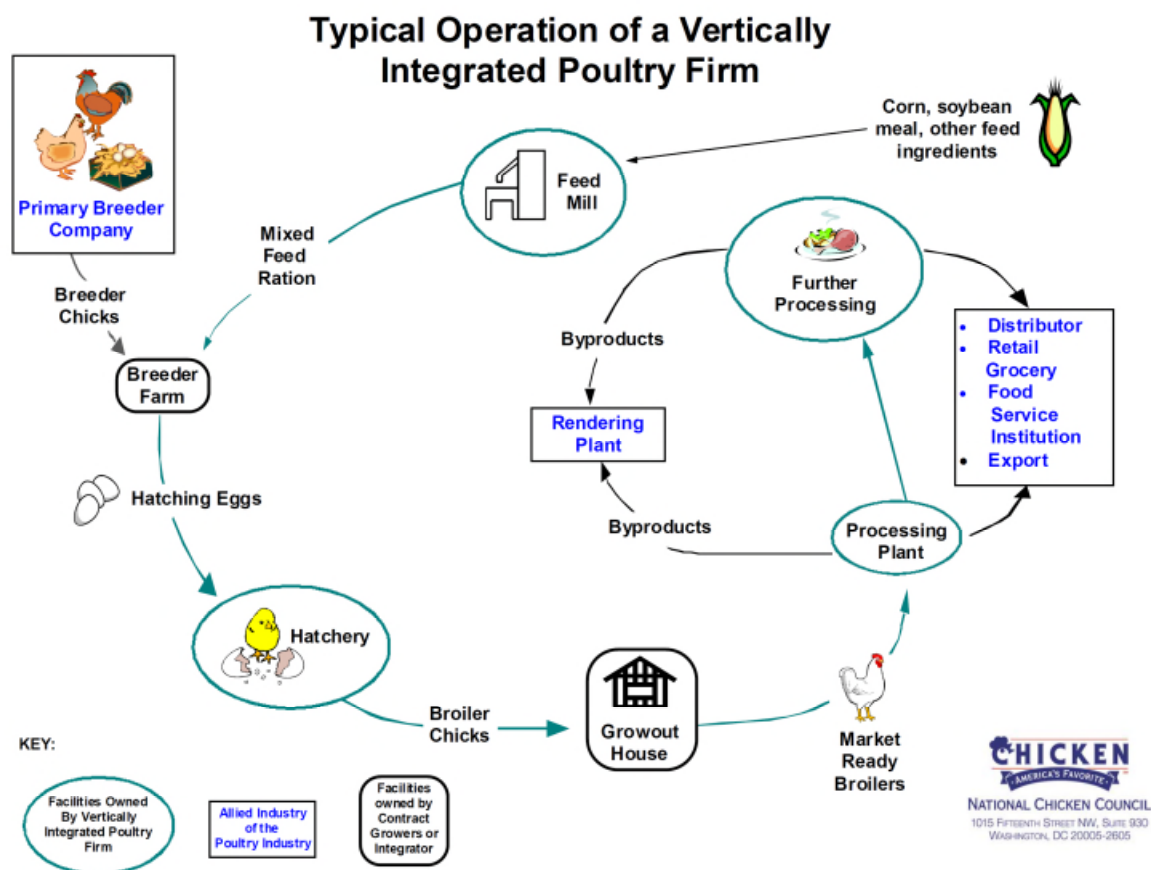 Typical Operation of a Vertically
Integrated Poultry Firm
Primary Breeder
Company
Corn, soybean
meal, other feed
ingredients
Feed
Mill
Mixed
Feed
Ration
Breeder
Chicks
Further
Processing
• Distributor
• Retail
Grocery
• Food
Service
Institution
• Export
Byproducts
Breeder
Farm
Rendering
Plant
Hatching Eggs
Byproducts
Processing
Plant
Hatchery
Broiler
Chicks
Growout
House
Market
Ready
Broilers
KEY:
Facilities Owned
By Vertically
Integrated Poultry
Firm
Allied Industry
of the
Poultry Industry
Facilities
owned by
Contract
Growers or
Integrator
CHICKEN
AMERICA'S FAVORITE
NATIONAL CHICKEN COUNCIL
1015 FIFTEENTH STREET NW, SUITE 930
WASHINGTON, DC 20005-2605